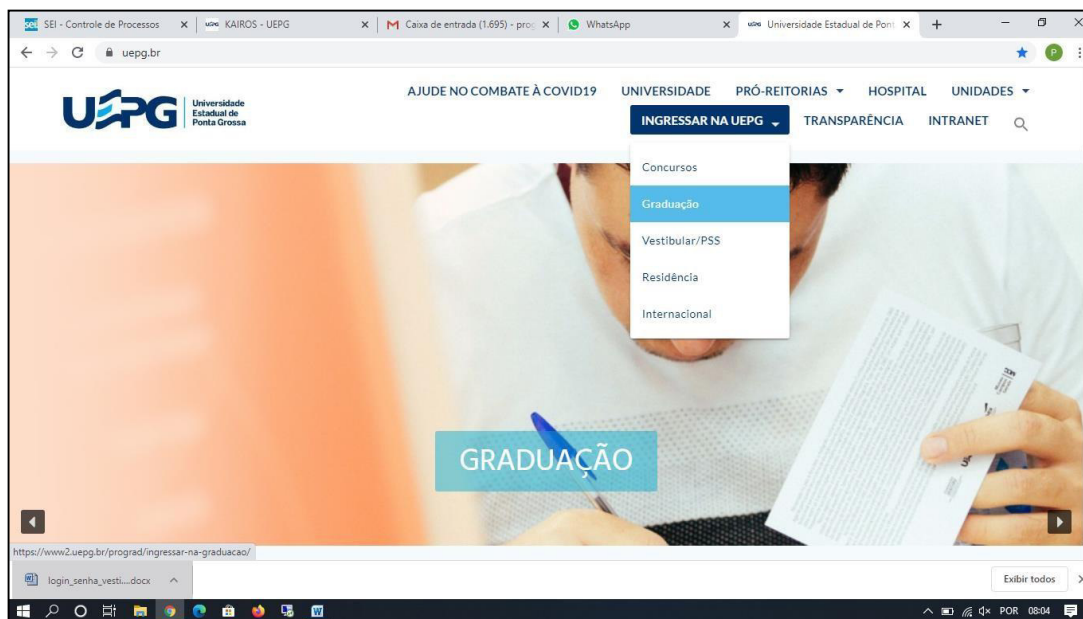 SEI - Controle de Processos
KAIROS - UEPG
Caixa de entrada (1.695) - prog
WhatsApp
Universidade Estadual de Pont
uepg.br
P
UEPG
Universidade
Estadual de
Ponta Grossa
AJUDE NO COMBATE À COVID19 UNIVERSIDADE PRÓ-REITORIAS HOSPITAL UNIDADES
INGRESSAR NA UEPG TRANSPARÊNCIA INTRANET
Concursos
Graduação
Vestibular/PSS
Residência
Internacional
GRADUAÇÃO
https://www2.uepg.br/prograd/ingressar-na-graduacao/
login_senha_vesti....docx
Exibir todos
POR 08:04